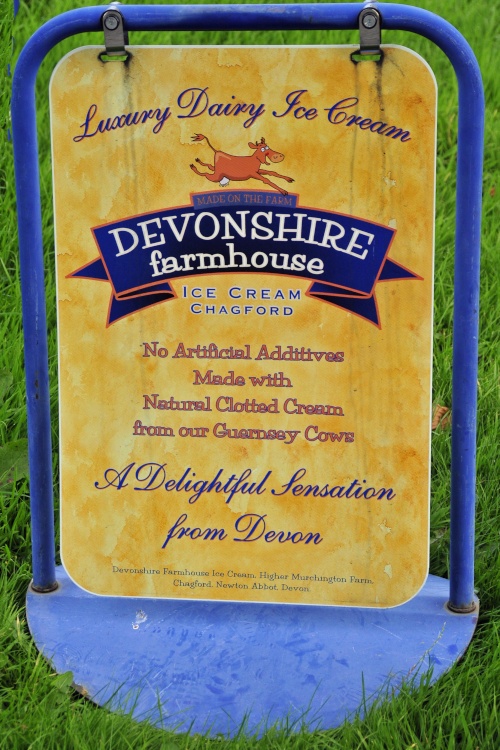 Luxury Dairy Ice Cream
MADE ON THE FARM
DEVONSHIRE
farmhouse
ICE CREAM
CHAGFORD
No Artificial Additives
Made with
Natural Clotted Cream
from our Guernsey Cows
A Delightful Sensation
from Devon
Devonshire Farmhouse Ice Cream, Higher Murchington Farm,
Chagford, Newton Abbot, Devon